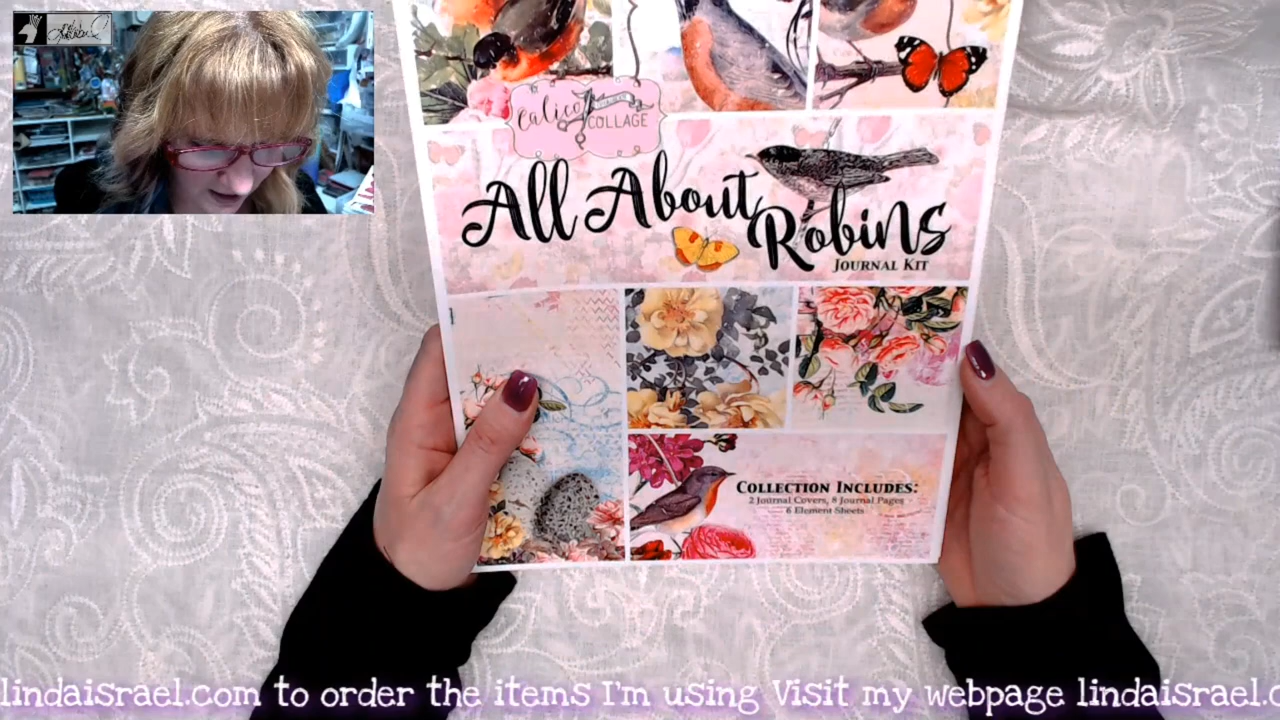 Calico
COLLAGE
All About
Robins
JOURNAL KIT
COLLECTION INCLUDES:
2 Journal Covers, 8 Journal Pages
6 Element Sheets
lindaisrael.com to order the items I'm using Visit my webpage lindaisrael.c